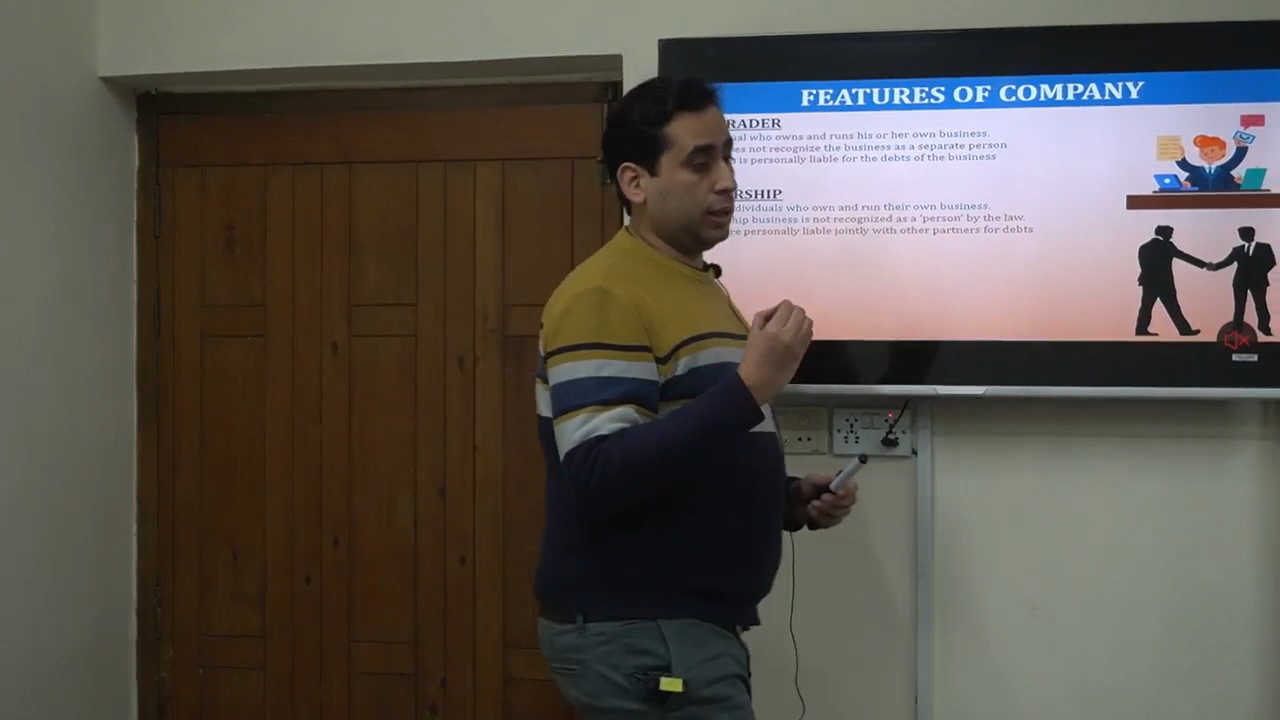 FEATURES OF COMPANY
RADER
ual who owns and runs his or her own business.
es not recognize the business as a separate person
is personally liable for the debts of the business
RSHIP
dividuals who own and run their own business.
hip business is not recognized as a 'person' by the law.
re personally liable jointly with other partners for debts